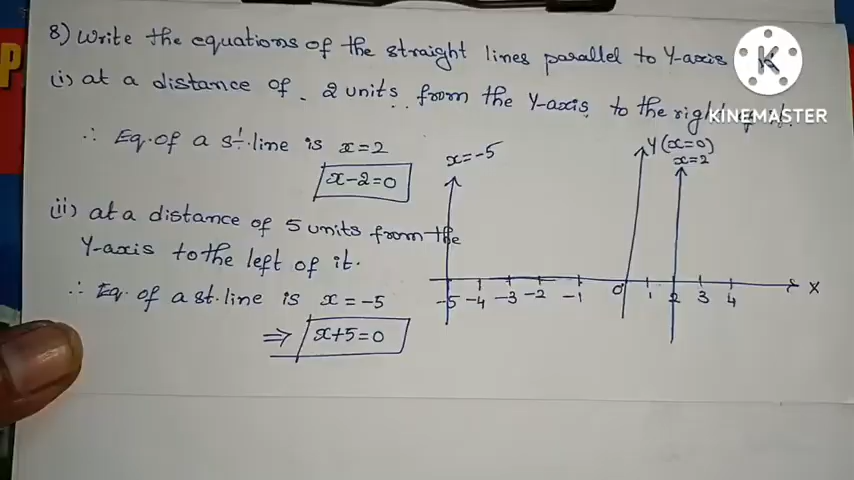 8) Write the equations of the straight lines parallel to Y-axis
(i) at a distance of 2 units from the Y-axis to the right of it.
∴ Eq. of a st. line is x=2
x-2=0
(ii) at a distance of 5 units from the
Y-axis to the left of it.
∴ Eq. of a st. line is x = -5
⇒ x+5=0
x=-5
Y (x=0)
x=2
-5 -4 -3 -2 -1 0 1 2 3 4 X
K
KINEMASTER